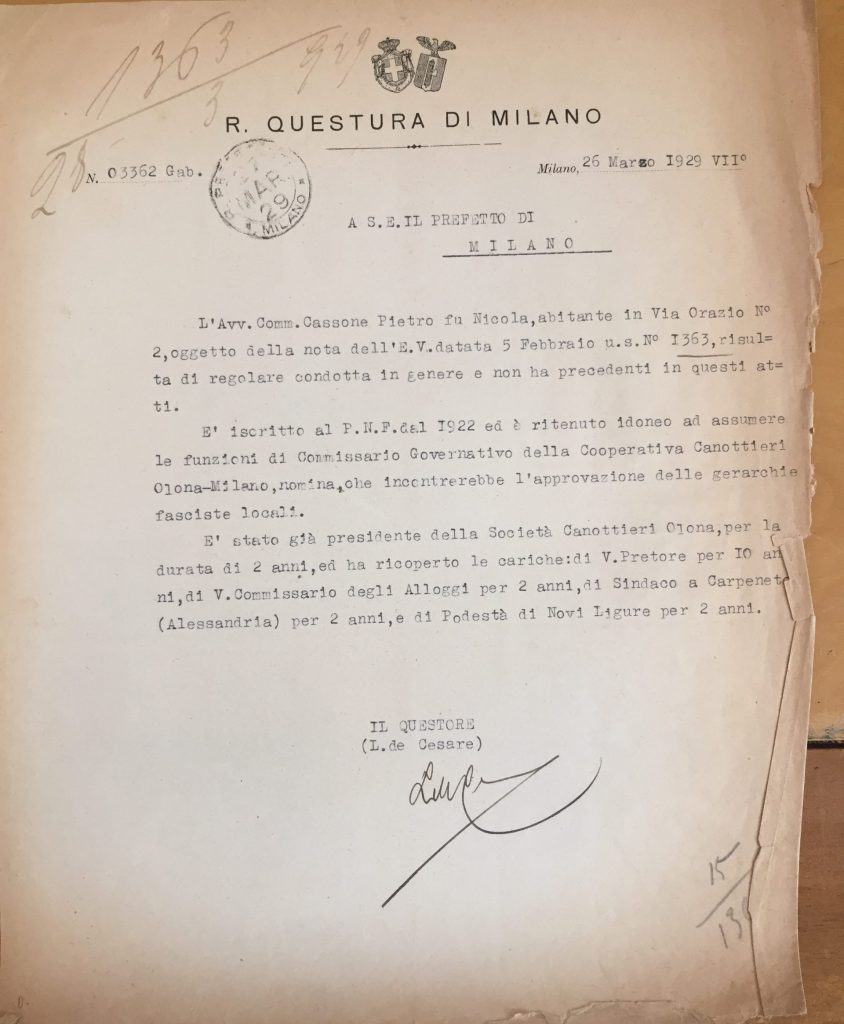 1363
3
929
28
R. QUESTURA DI MILANO
N. 03362 Gab.
MAR
29
MILANO
Milano, 26 Marzo 1929 VII°
A S.E.IL PREFETTO DI
MILANO
L'Avv.Comm.Cassone Pietro fu Nicola,abitante in Via Orazio N°
2,oggetto della nota dell'E.V.datata 5 Febbraio u.s.N° I363,risul=
ta di regolare condotta in genere e non ha precedenti in questi at=
ti.
E' iscritto al P.N.F.dal I922 ed è ritenuto idoneo ad assumere
le funzioni di Commissario Governativo della Cooperativa Canottieri
Olona-Milano,nomina,che incontrerebbe l'approvazione delle gerarchie
fasciste locali.
E' stato già presidente della Società Canottieri Olona,per la
durata di 2 anni,ed ha ricoperto le cariche:di V.Pretore per I0 an
ni,di V.Commissario degli Alloggi per 2 anni,di Sindaco a Carpenet
(Alessandria) per 2 anni,e di Podestà di Novi Ligure per 2 anni.
IL QUESTORE
(L.de Cesare)
15